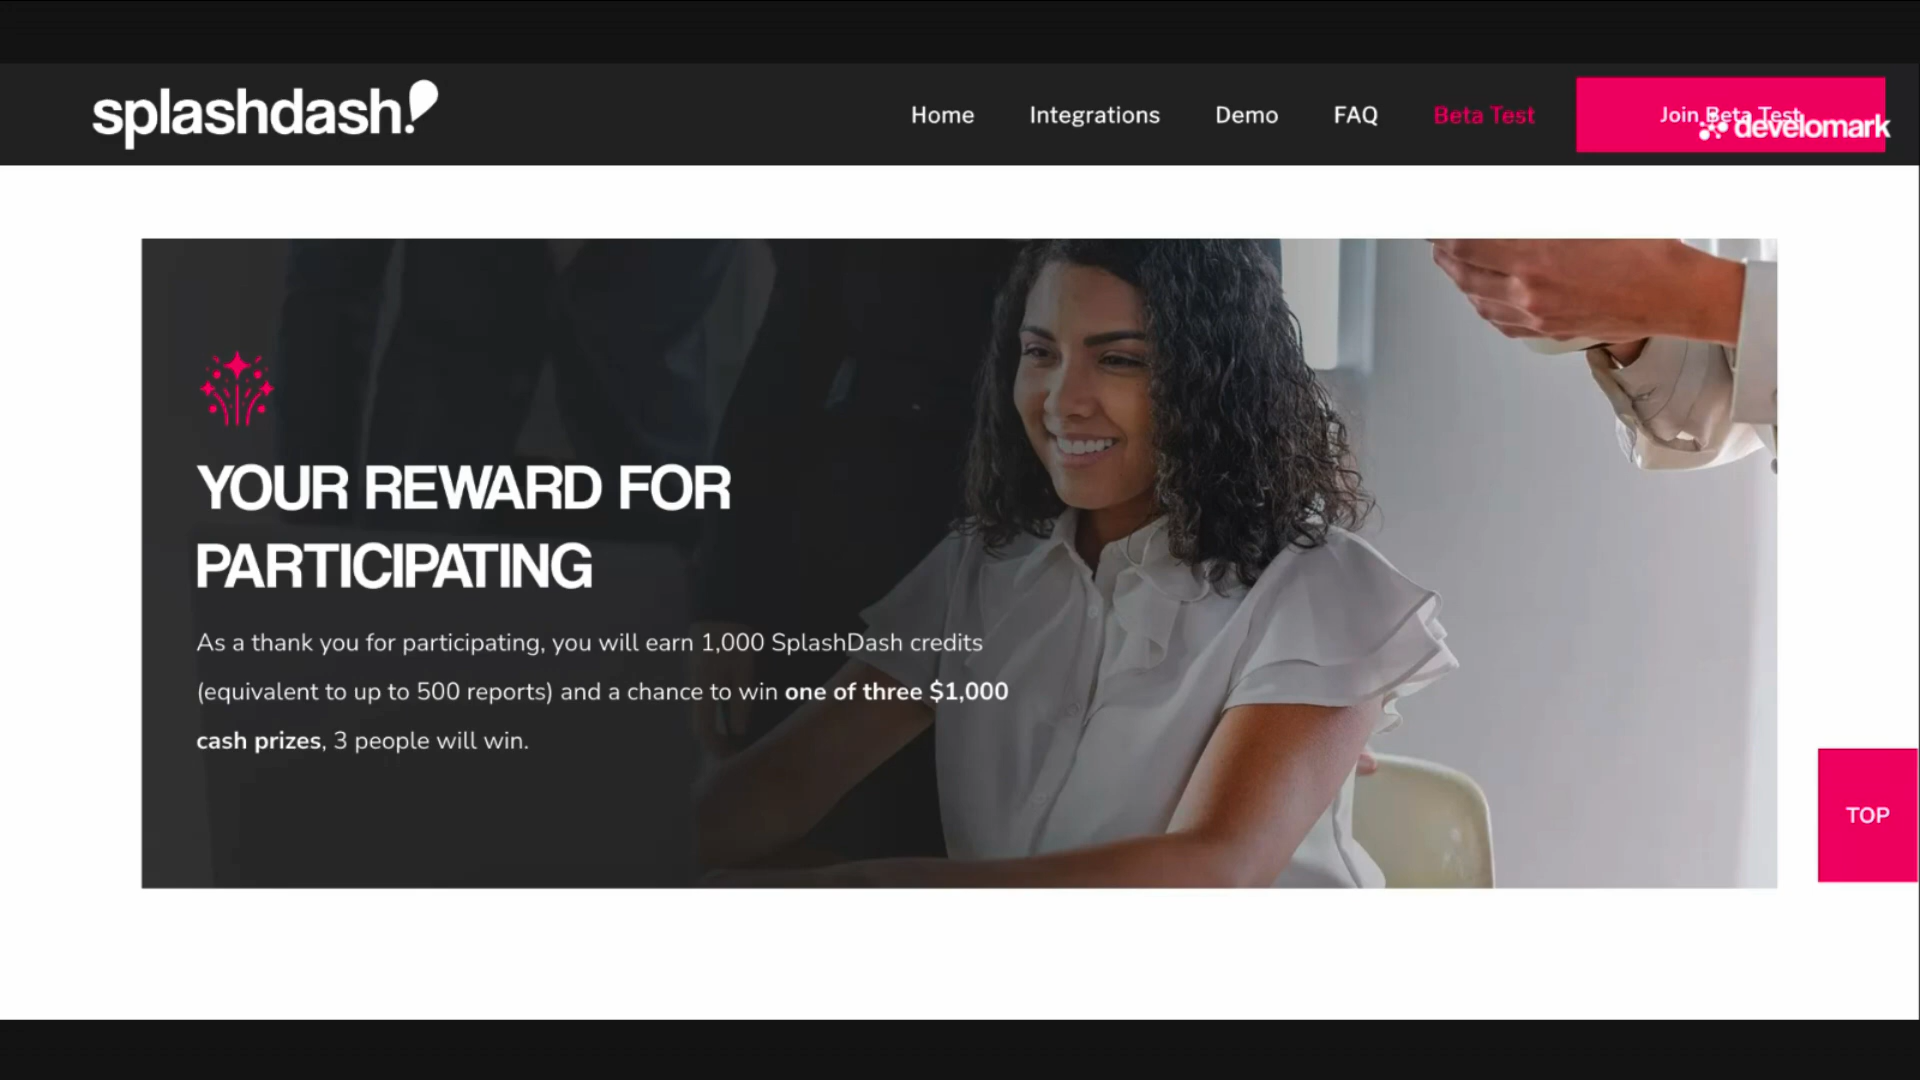 splashdash!
Home
Integrations
Demo
FAQ
Beta Test
Join Beta Test
develomark
YOUR REWARD FOR
PARTICIPATING
As a thank you for participating, you will earn 1,000 SplashDash credits
(equivalent to up to 500 reports) and a chance to win one of three $1,000
cash prizes, 3 people will win.
TOP